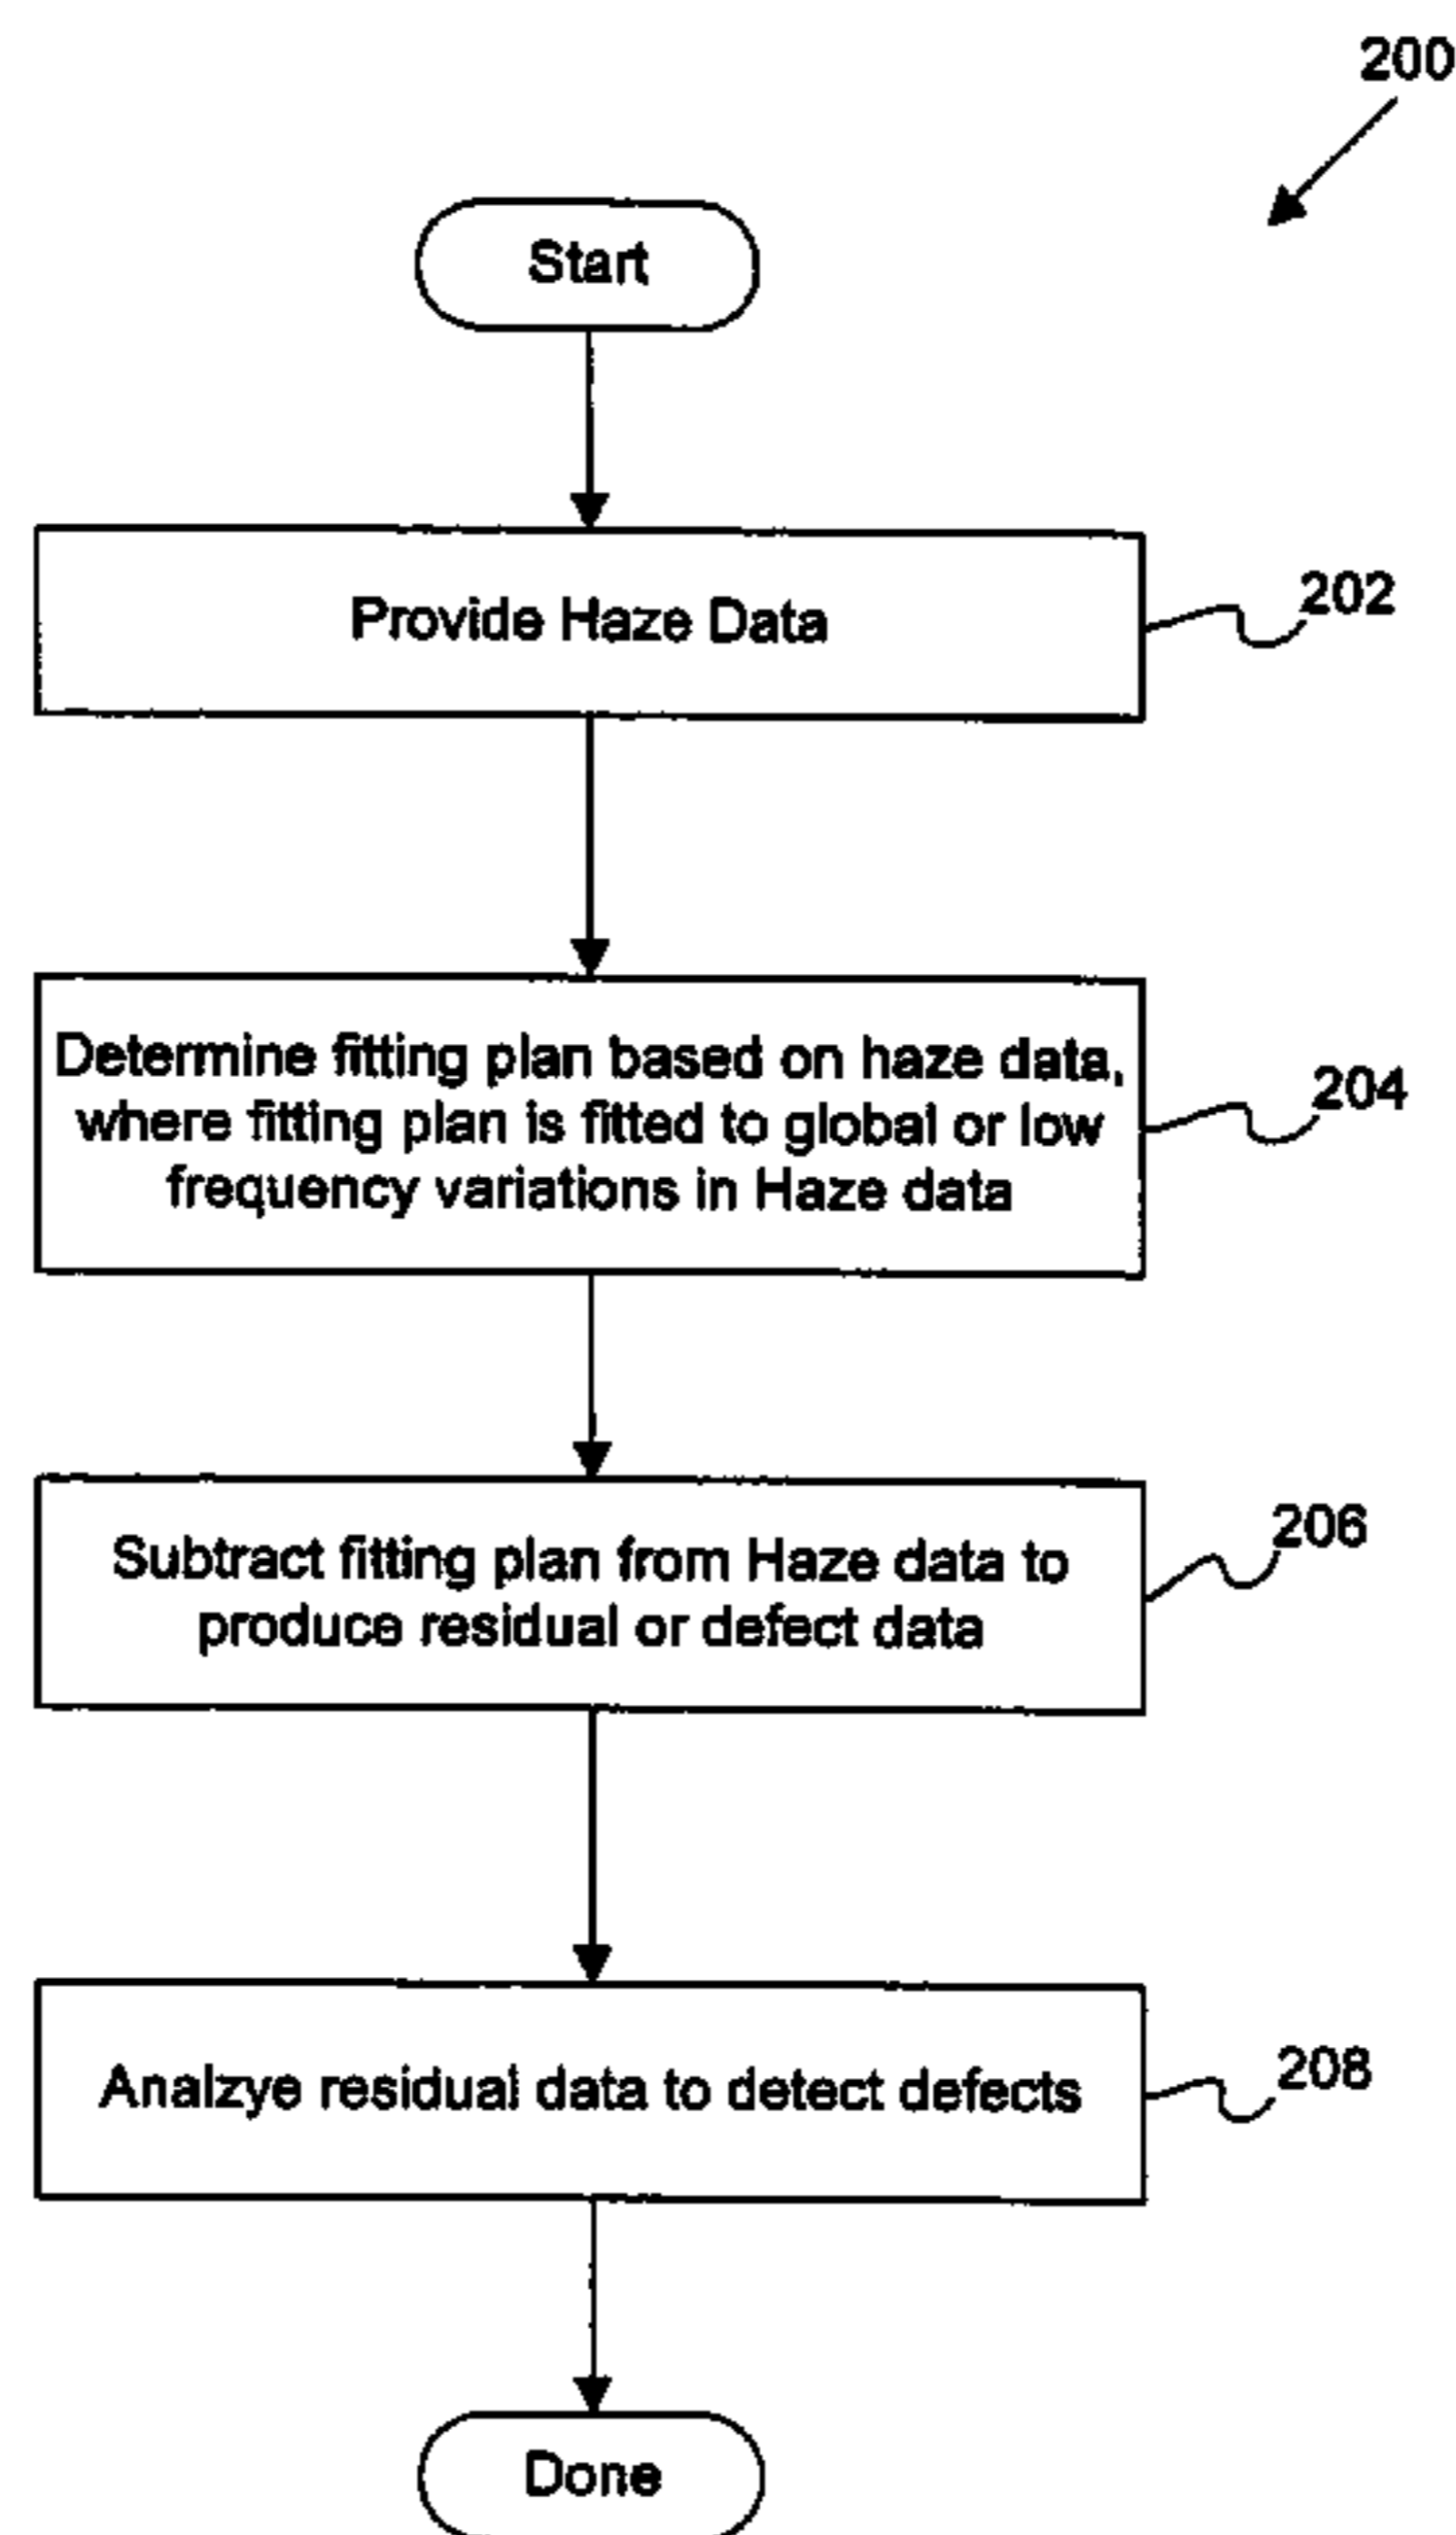 200
Start
Provide Haze Data
202
Determine fitting plan based on haze data,
where fitting plan is fitted to global or low
frequency variations in Haze data
204
Subtract fitting plan from Haze data to
produce residual or defect data
206
Analzye residual data to detect defects
208
Done